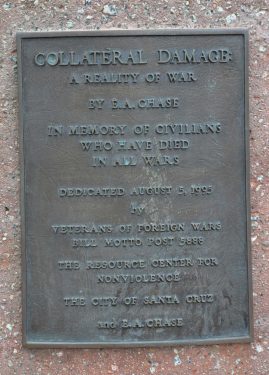 COLLATERAL DAMAGE:
A REALITY OF WAR
BY E.A.CHASE
IN MEMORY OF CIVILIANS
WHO HAVE DIED
IN ALL WARS
DEDICATED AUGUST 5, 1995
by
VETERANS OF FOREIGN WARS
BILL MOTTO POST 5888
THE RESOURCE CENTER FOR
NONVIOLENCE
THE CITY OF SANTA CRUZ
and E.A.CHASE